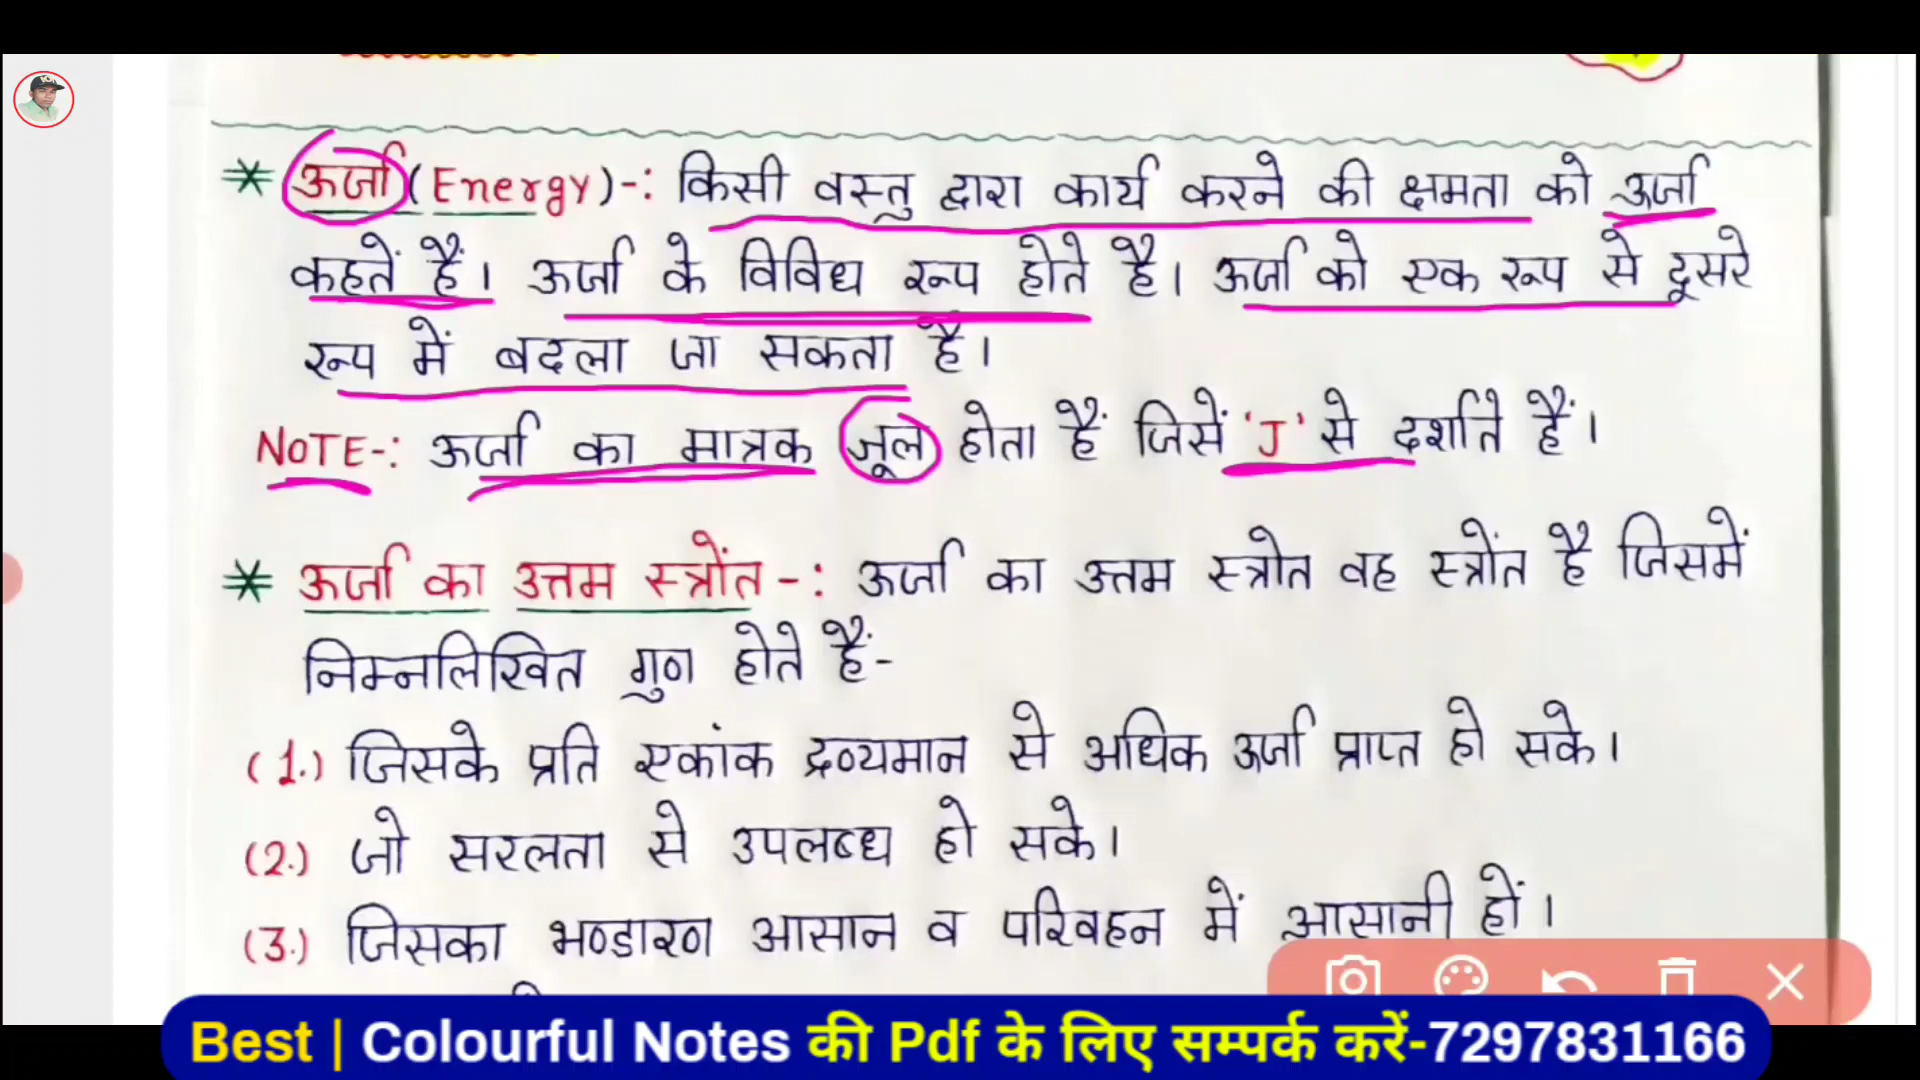 * ऊर्जा (Energy) -: किसी वस्तु द्वारा कार्य करने की क्षमता को ऊर्जा
कहतें हैं। ऊर्जा के विविध रूप होते है। ऊर्जा को एक रूप से दूसरे
रूप में बदला जा सकता है।
NOTE-: ऊर्जा का मात्रक जूल होता हैं जिसें 'J' से दर्शाते हैं।
* ऊर्जा का उत्तम स्त्रोंत -: ऊर्जा का उत्तम स्त्रोत वह स्त्रोंत है जिसमें
निम्नलिखित गुण होते हैं-
(1.) जिसके प्रति एकांक द्रव्यमान से अधिक ऊर्जा प्राप्त हो सके।
(2.) जो सरलता से उपलब्ध हो सके।
(3.) जिसका भण्डारण आसान व परिवहन में आसानी हों।
Best | Colourful Notes की Pdf के लिए सम्पर्क करें-7297831166